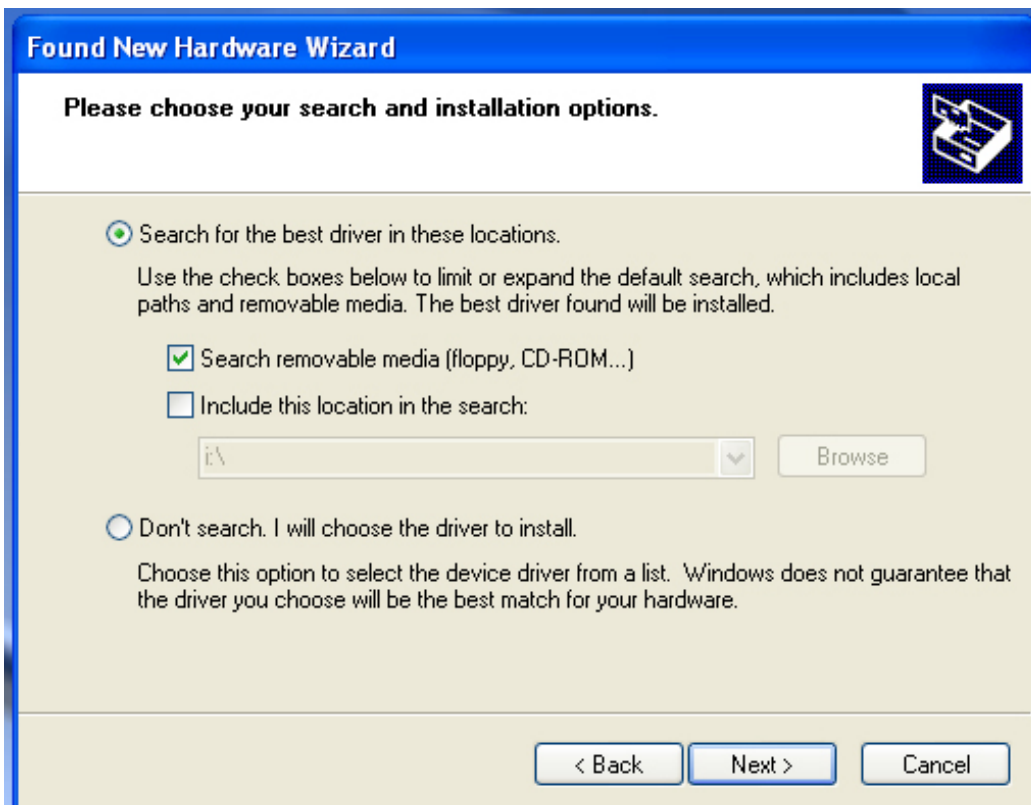 Found New Hardware Wizard
Please choose your search and installation options.
Search for the best driver in these locations.
Use the check boxes below to limit or expand the default search, which includes local
paths and removable media. The best driver found will be installed.
Search removable media (floppy, CD-ROM...)
Include this location in the search:
i:\
Browse
Don't search. I will choose the driver to install.
Choose this option to select the device driver from a list.  Windows does not guarantee that
the driver you choose will be the best match for your hardware.
< Back
Next >
Cancel